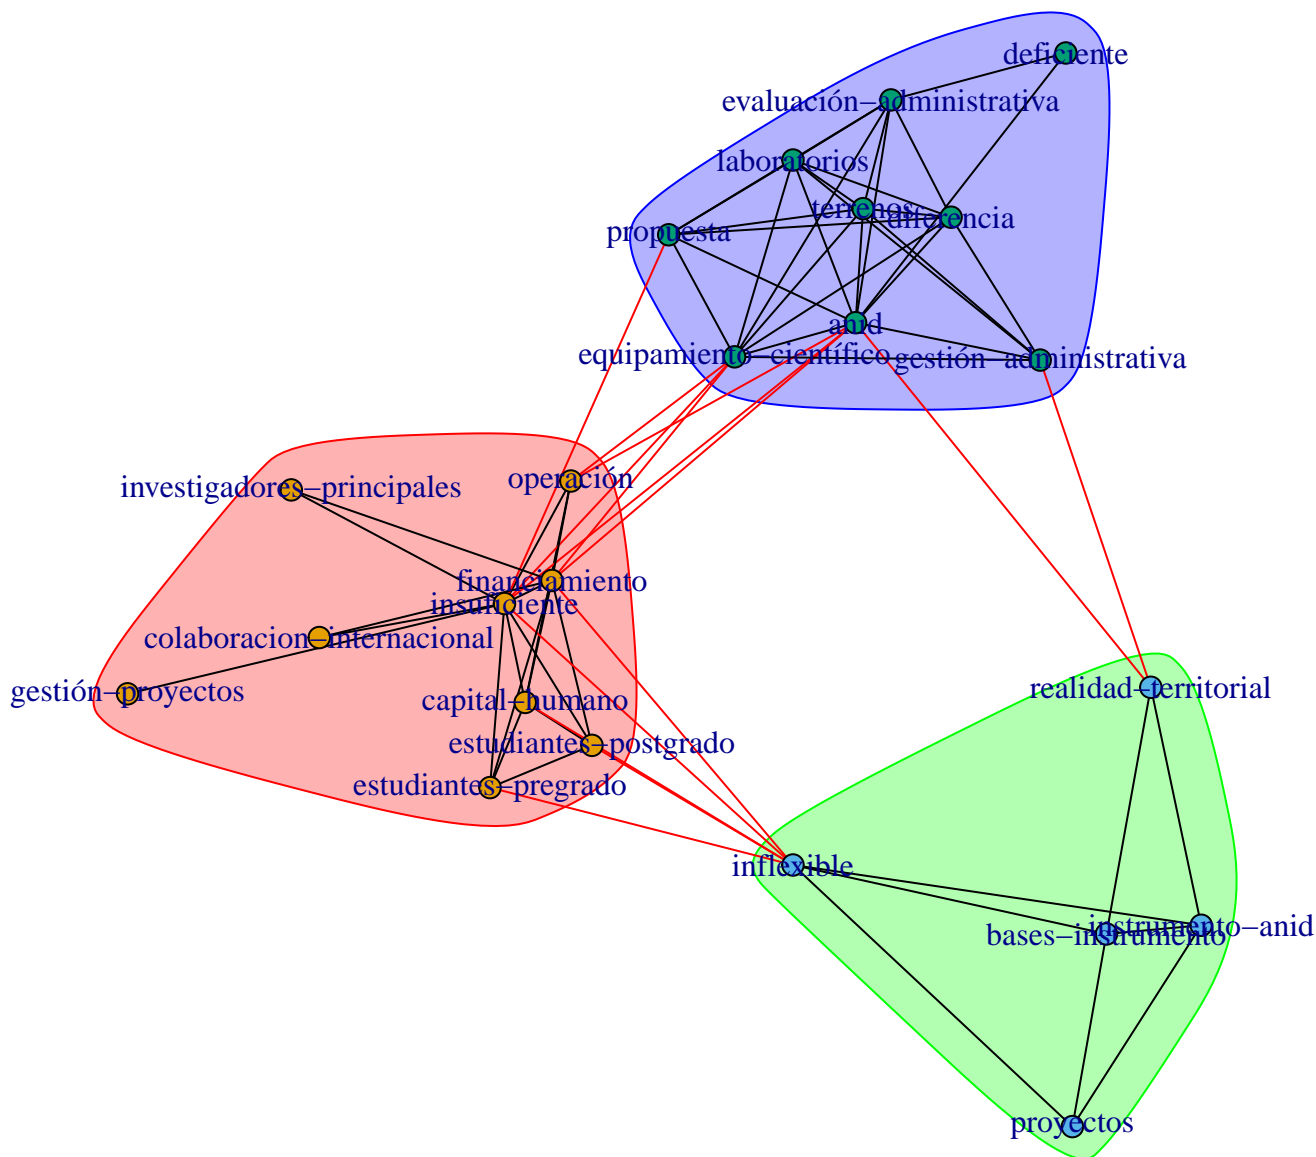 deficiente
evaluación–administrativa
laboratorios
terrenos
diferencia
propuesta
anid
equipamiento–científico
gestión–administrativa
operación
investigadores–principales
financiamiento
insuficiente
colaboracion–internacional
gestión–proyectos
realidad–territorial
capital–humano
estudiantes–postgrado
estudiantes–pregrado
inflexible
instrumento–anid
bases–instrumento
proyectos